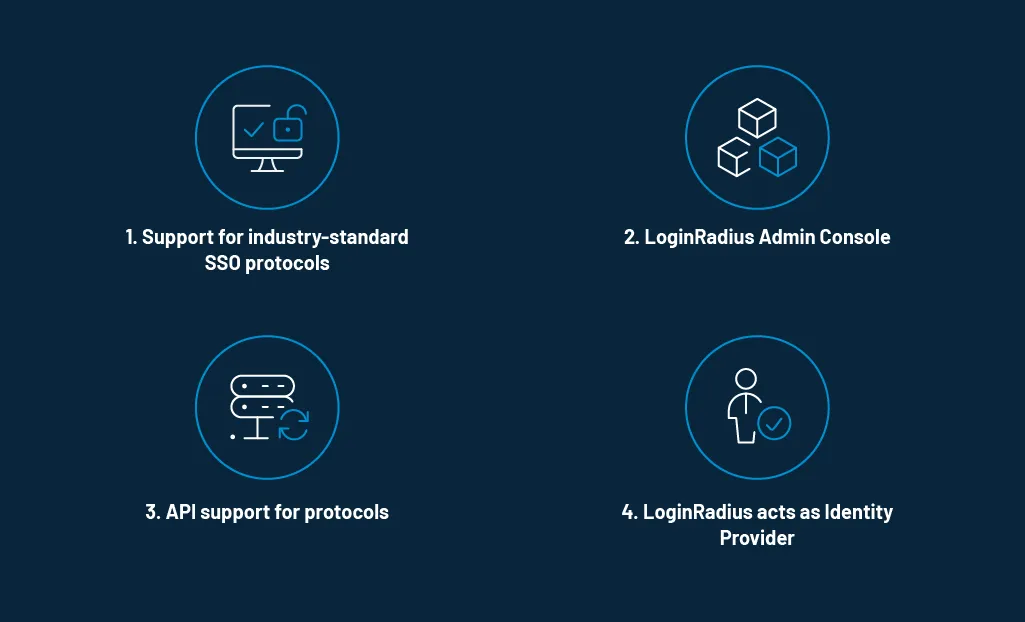 1. Support for industry-standard
SSO protocols
2. LoginRadius Admin Console
3. API support for protocols
4. LoginRadius acts as Identity
Provider